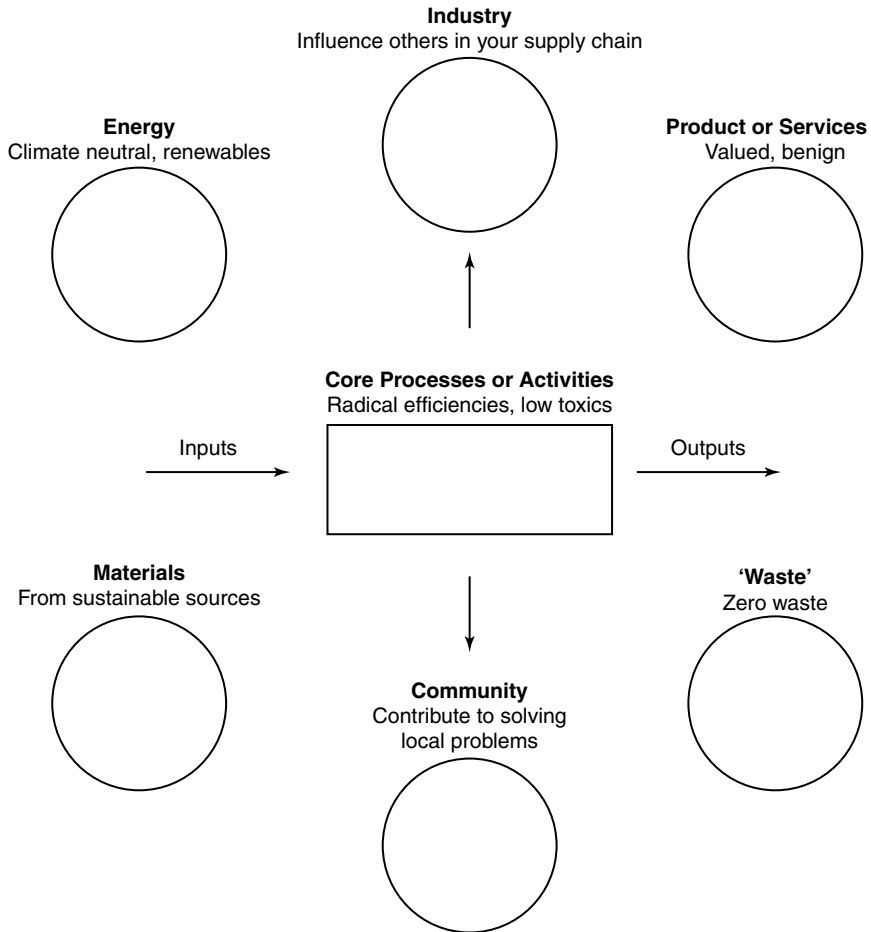 Industry
Influence others in your supply chain
Energy
Climate neutral, renewables
Product or Services
Valued, benign
Core Processes or Activities
Radical efficiencies, low toxics
Inputs
Outputs
Materials
From sustainable sources
‘Waste’
Zero waste
Community
Contribute to solving
local problems